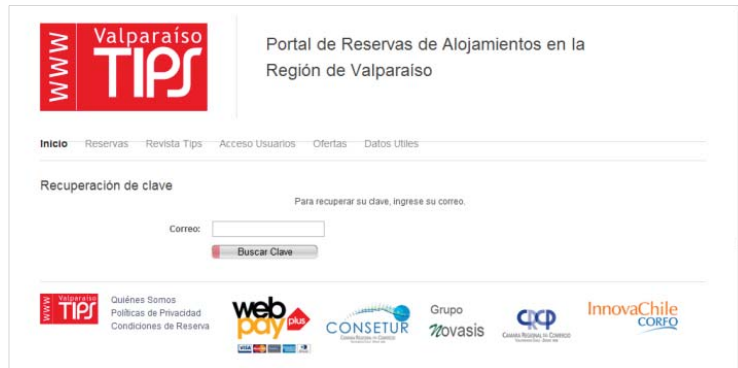 WWW
Valparaíso
TIPS
Portal de Reservas de Alojamientos en la
Región de Valparaíso
Inicio Reservas Revista Tips Acceso Usuarios Ofertas Datos Utiles
Recuperación de clave
Para recuperar su clave, ingrese su correo.
Correo:
Buscar Clave
WWW
Valparaíso
TIPS
Quiénes Somos
Políticas de Privacidad
Condiciones de Reserva
web
pay plus
VISA
CONSETUR
Grupo
Novasis
CRCP
InnovaChile
CORFO